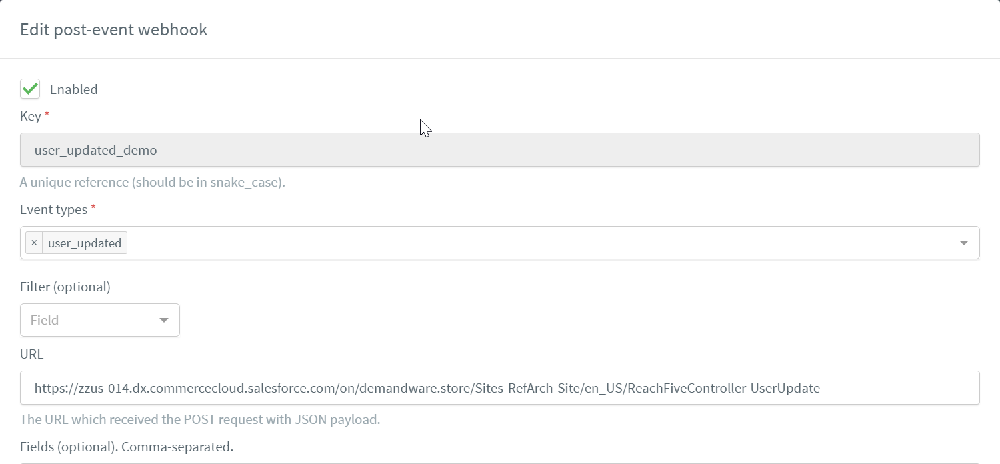 Edit post-event webhook
Enabled
Key *
user_updated_demo
A unique reference (should be in snake_case).
Event types *
× user_updated
Filter (optional)
Field
URL
https://zzus-014.dx.commercecloud.salesforce.com/on/demandware.store/Sites-RefArch-Site/en_US/ReachFiveController-UserUpdate
The URL which received the POST request with JSON payload.
Fields (optional). Comma-separated.